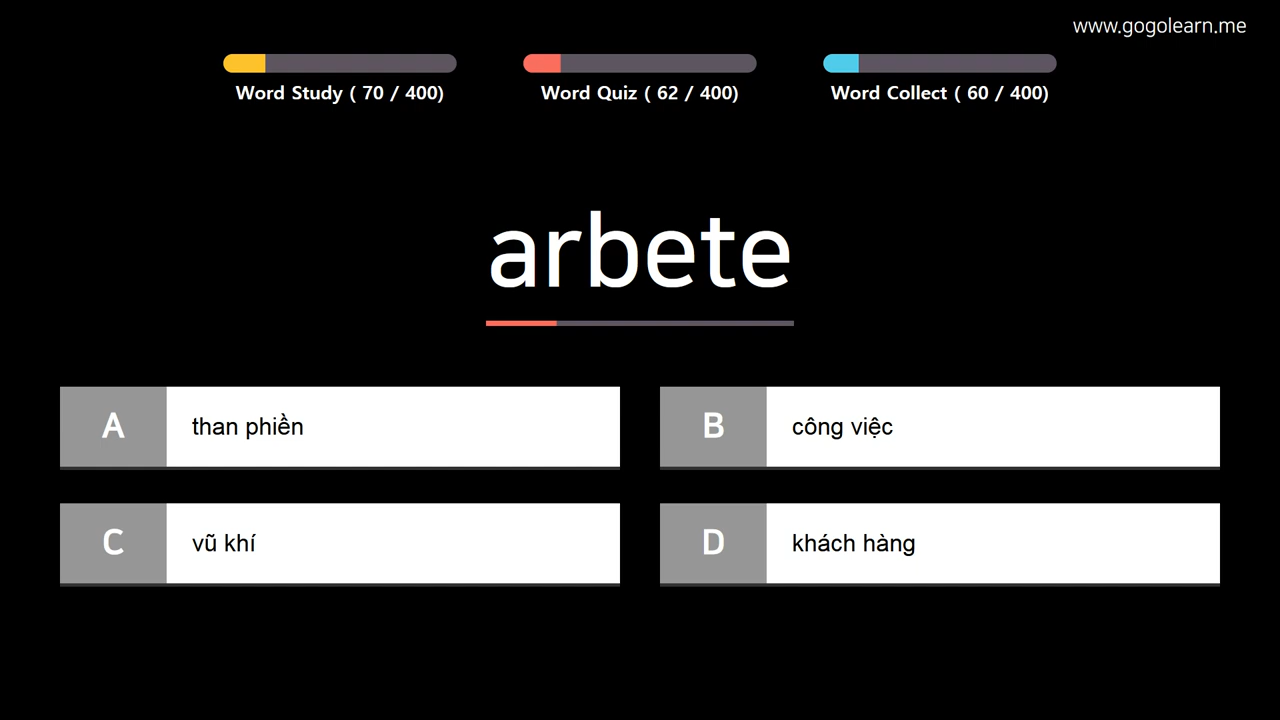 www.gogolearn.me
Word Study ( 70 / 400)
Word Quiz ( 62 / 400)
Word Collect ( 60 / 400)
arbete
A than phiền
B công việc
C vũ khí
D khách hàng